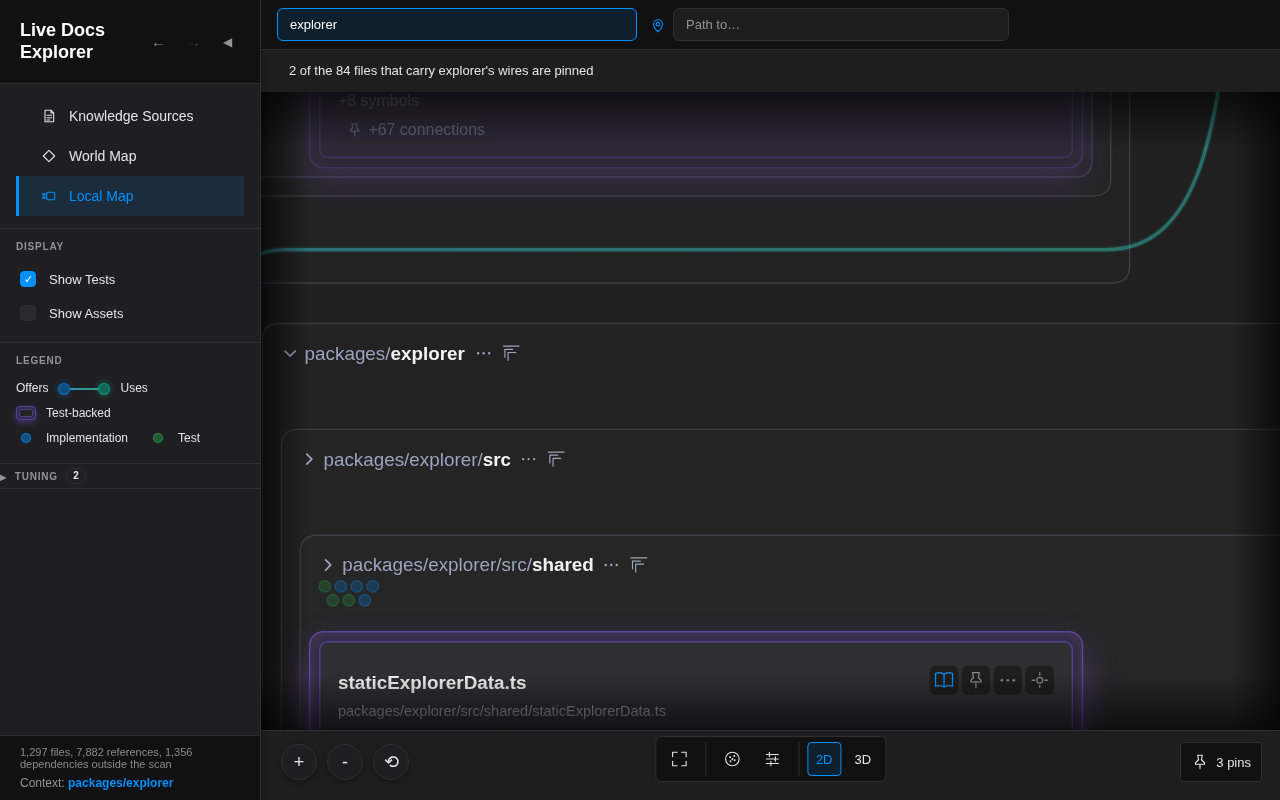 Live Docs
Explorer
explorer
Path to…
2 of the 84 files that carry explorer's wires are pinned
Knowledge Sources
World Map
Local Map
DISPLAY
Show Tests
Show Assets
LEGEND
Offers
Uses
Test-backed
Implementation
Test
TUNING
2
1,297 files, 7,882 references, 1,356
dependencies outside the scan
Context: packages/explorer
+8 symbols
+67 connections
packages/explorer
packages/explorer/src
packages/explorer/src/shared
staticExplorerData.ts
packages/explorer/src/shared/staticExplorerData.ts
+
-
2D
3D
3 pins